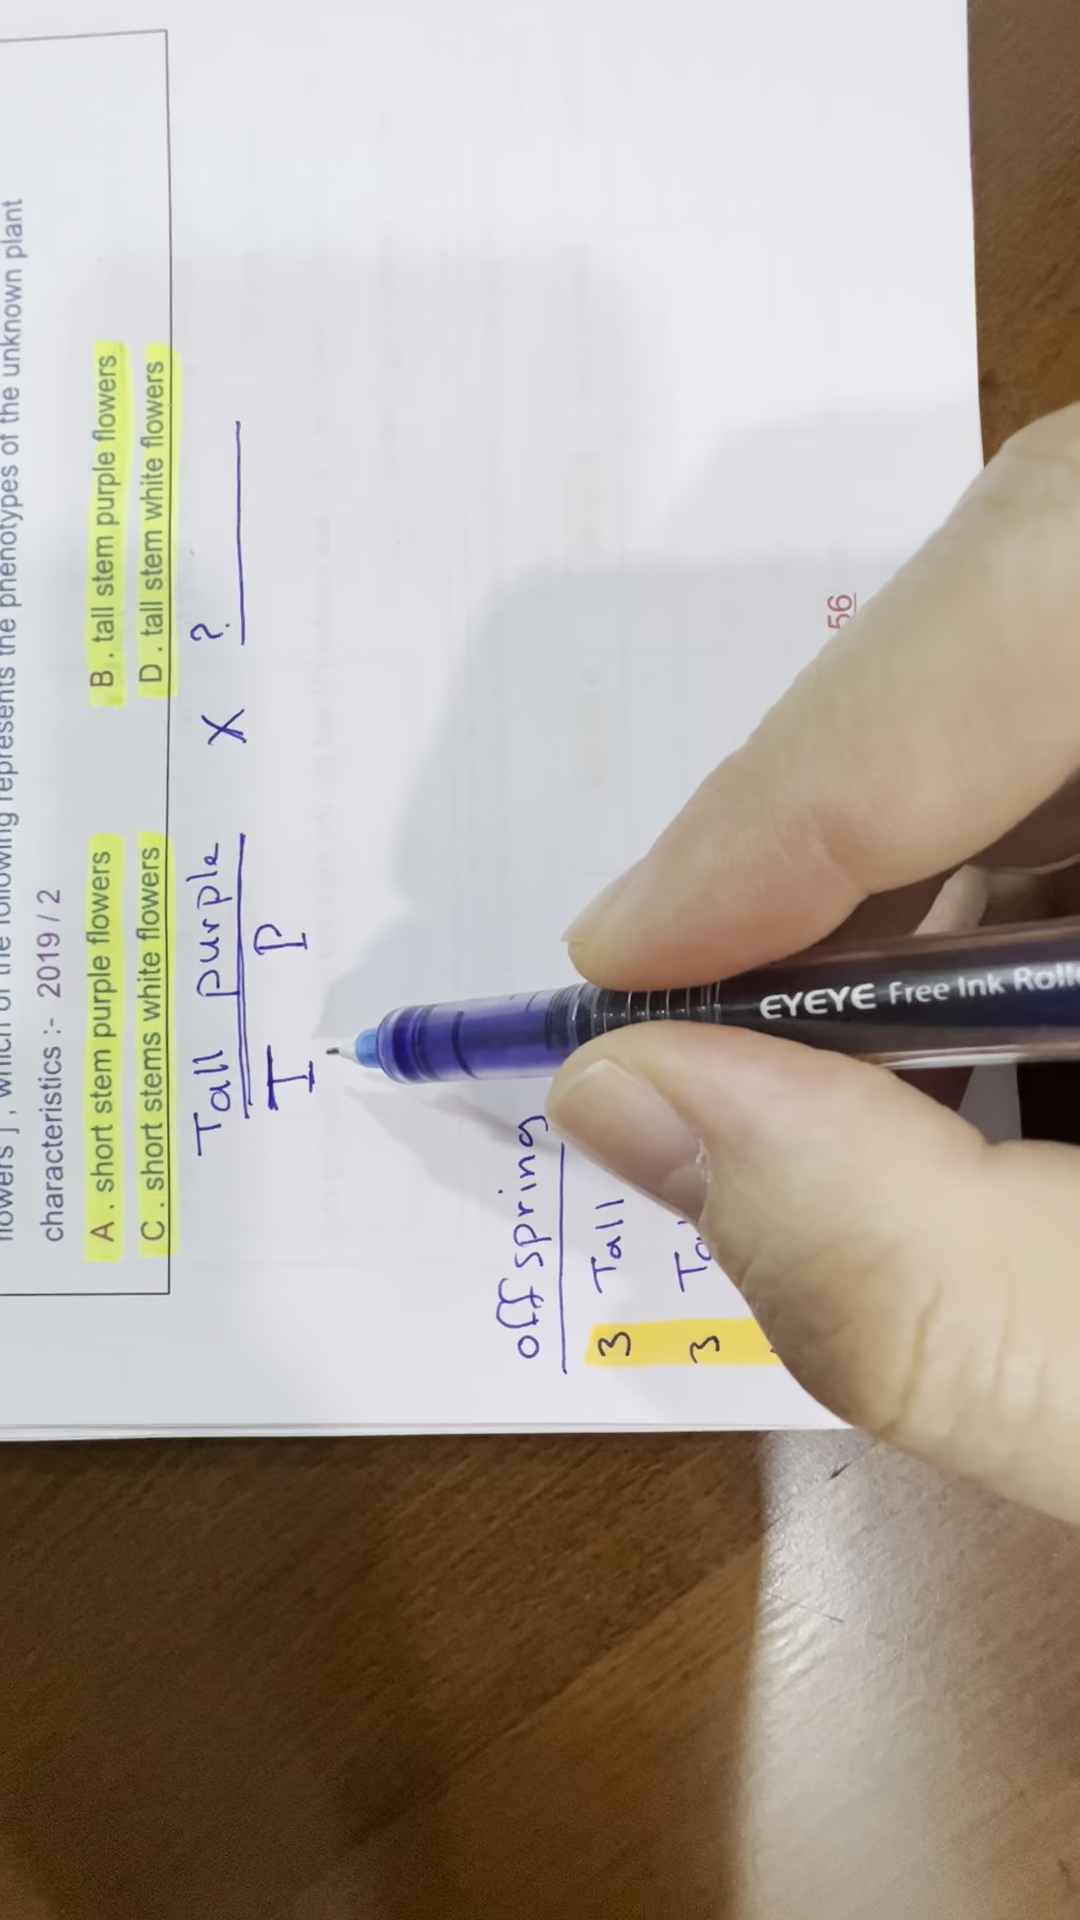 flowers ] , which of the following represents the phenotypes of the unknown plant
characteristics :- 2019 / 2
A . short stem purple flowers B . tall stem purple flowers
C . short stems white flowers D . tall stem white flowers
Tall purple X ?
T P
offspring
3 Tall
3
56
EYEYE Free Ink